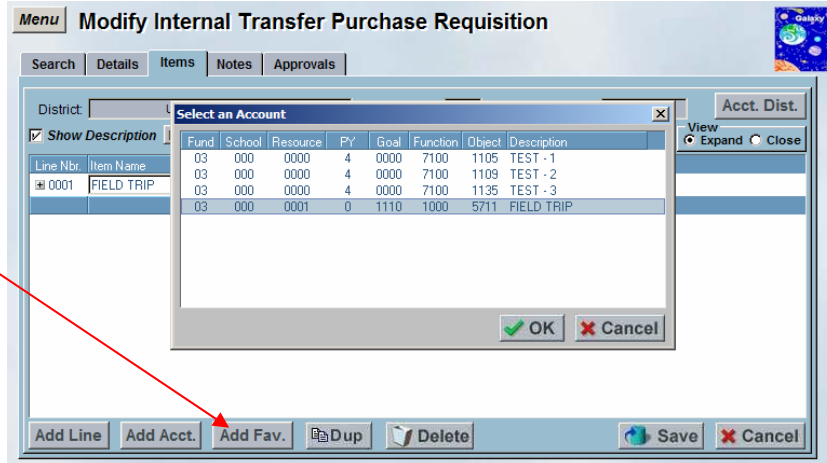 Menu Modify Internal Transfer Purchase Requisition
Galaxy
Search Details Items Notes Approvals
District:
Acct. Dist.
Show Description
View
Expand Close
Line Nbr. Item Name
0001 FIELD TRIP
Select an Account
Fund School Resource PY Goal Function Object Description
03 000 0000 4 0000 7100 1105 TEST - 1
03 000 0000 4 0000 7100 1109 TEST - 2
03 000 0000 4 0000 7100 1135 TEST - 3
03 000 0001 0 1110 1000 5711 FIELD TRIP
OK Cancel
Add Line Add Acct. Add Fav. Dup Delete Save Cancel